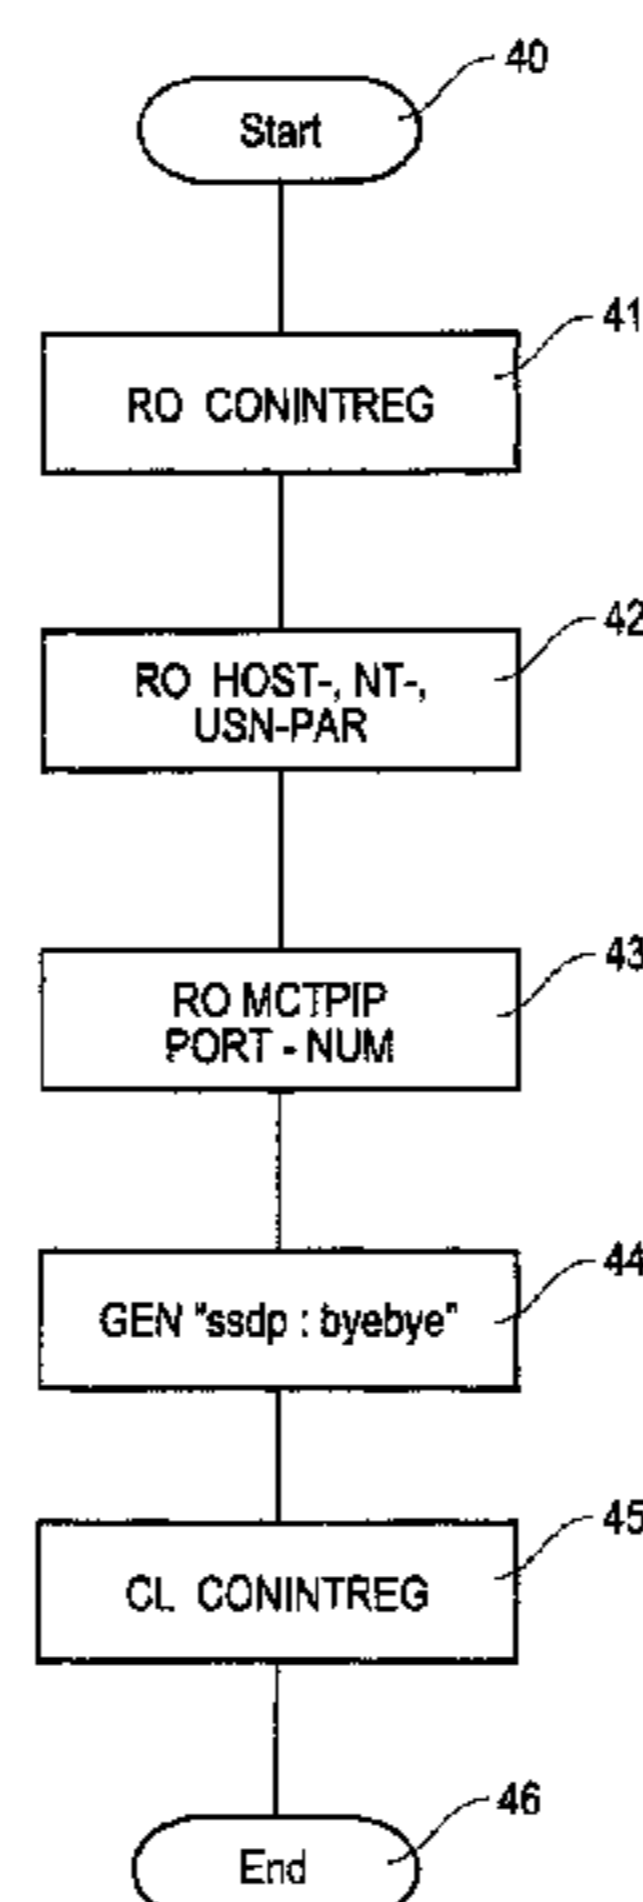 40
Start
41
RO CONINTREG
42
RO HOST-, NT-,
USN-PAR
43
RO MCTPIP
PORT - NUM
44
GEN "ssdp : byebye"
45
CL CONINTREG
46
End